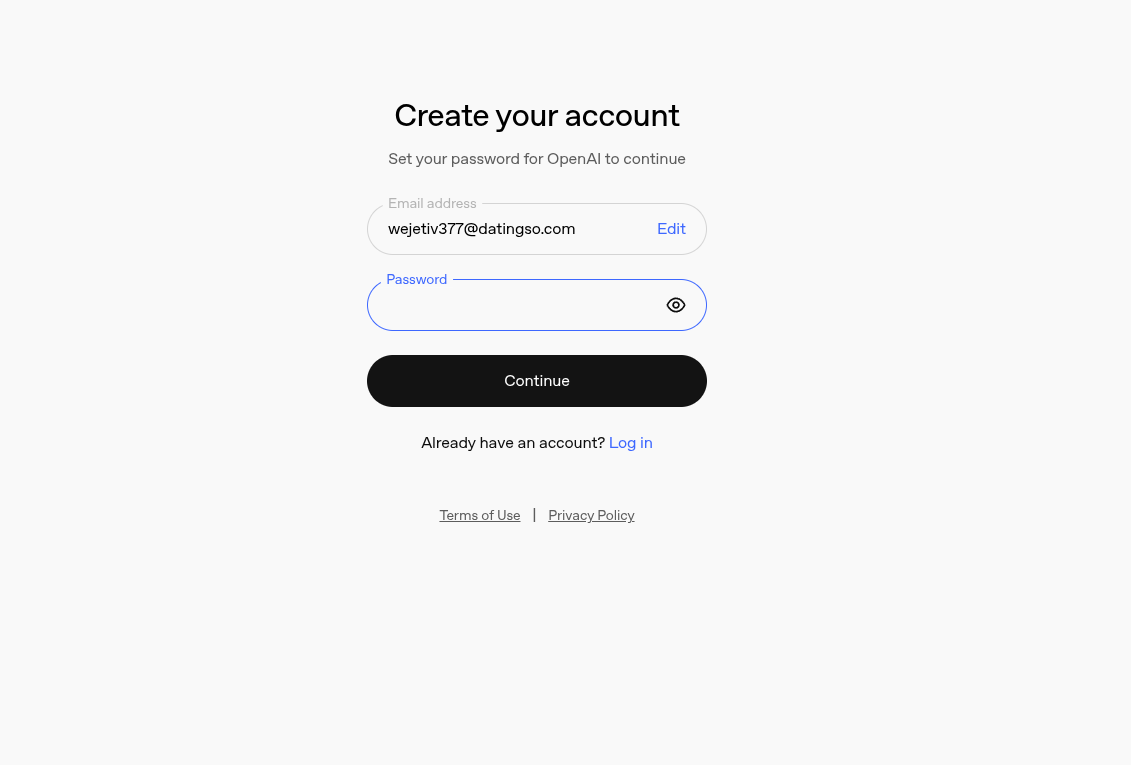 Create your account
Set your password for OpenAI to continue
Email address
wejetiv377@datingso.com Edit
Password
Continue
Already have an account? Log in
Terms of Use | Privacy Policy